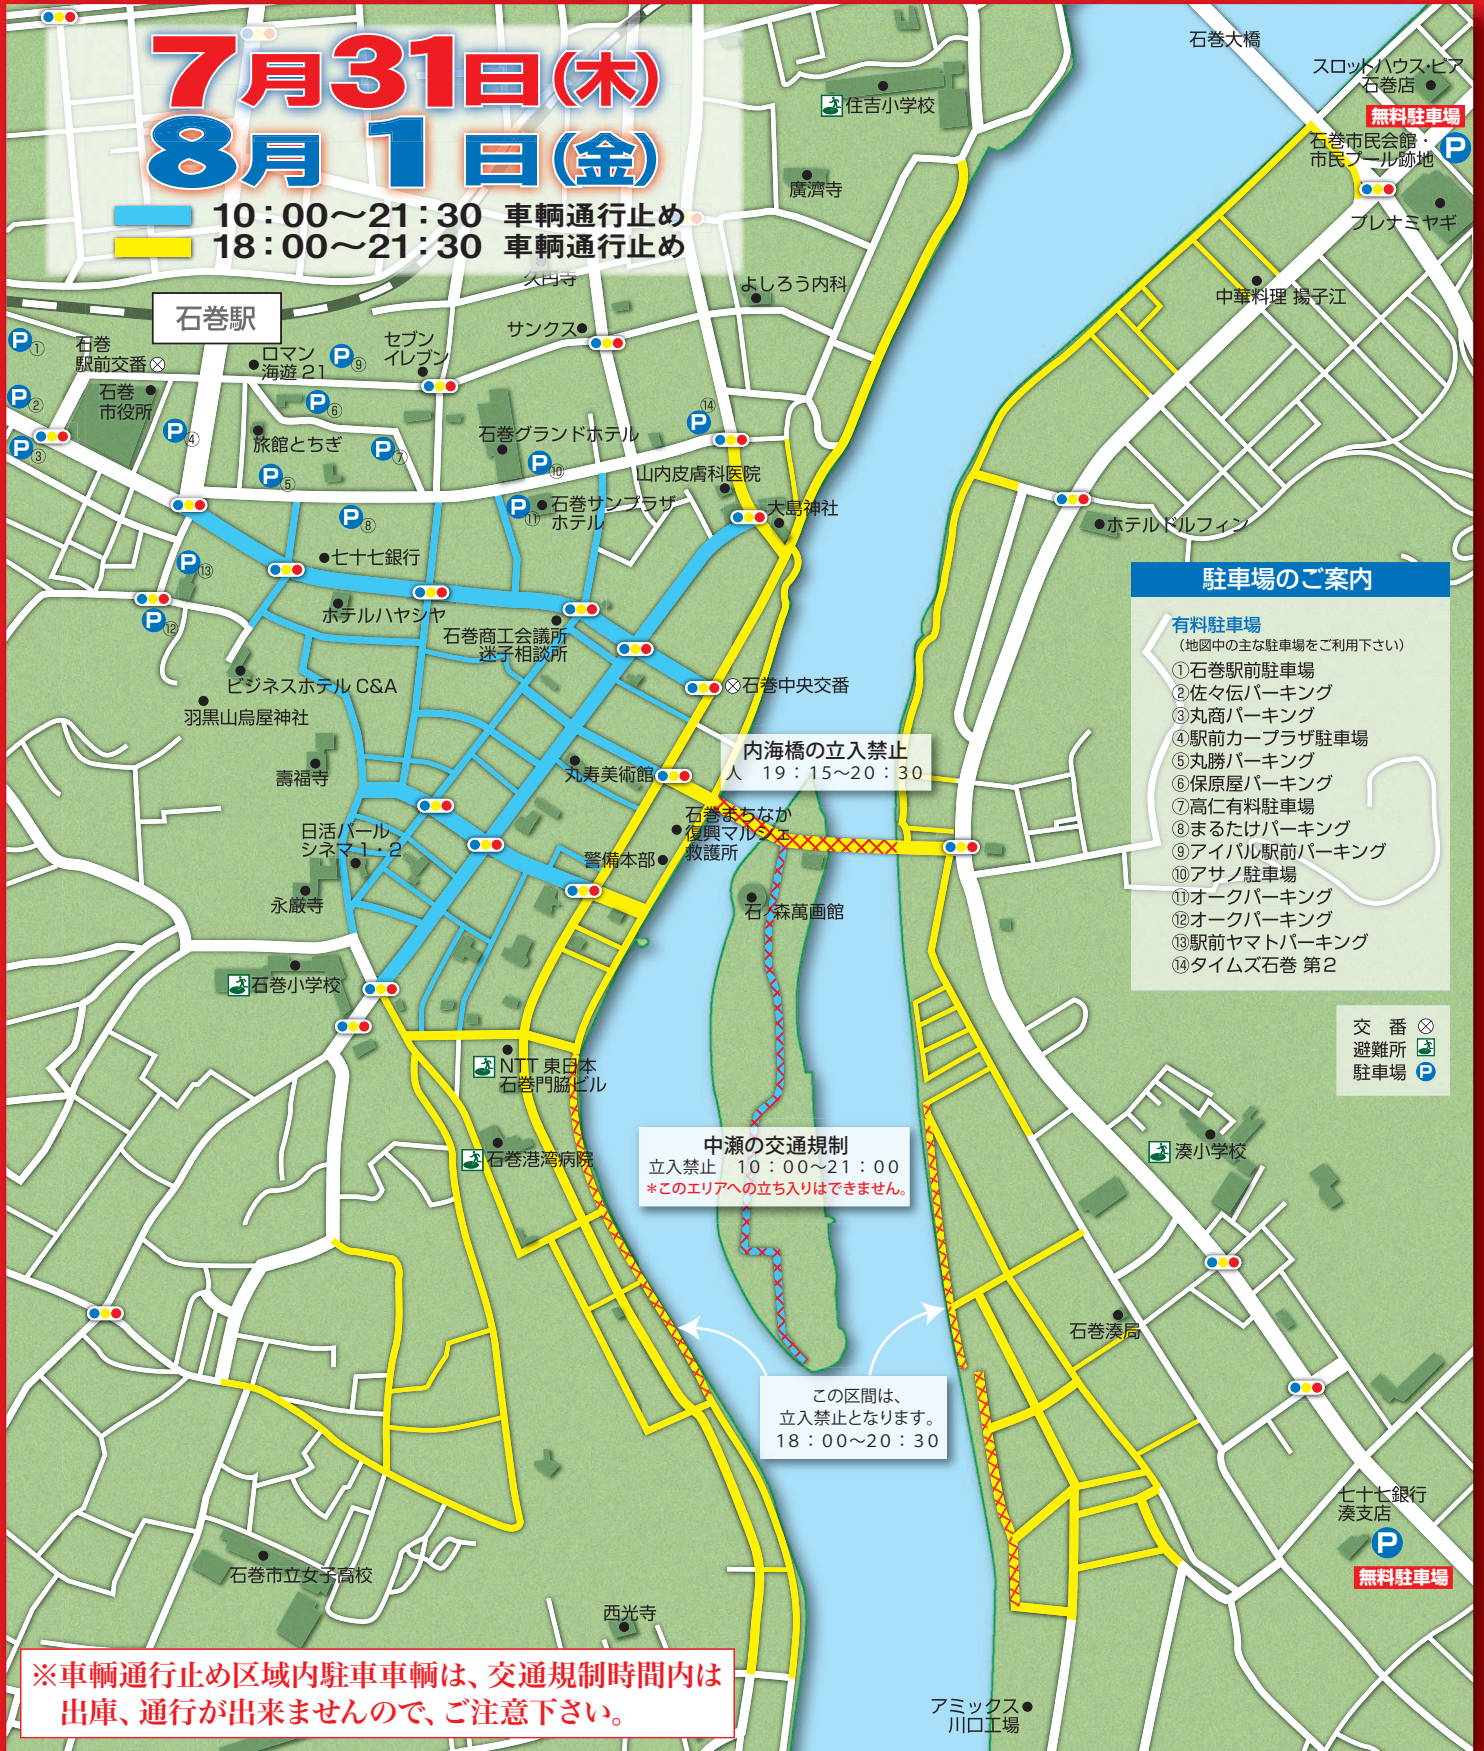 7月31日(木)
8月1日(金)
10：00～21：30 車輌通行止め
18：00～21：30 車輌通行止め
石巻大橋
スロットハウス・ピア
石巻店
無料駐車場
石巻市民会館・
市民プール跡地
P
プレナミヤギ
住吉小学校
廣濟寺
久円寺
よしろう内科
中華料理 揚子江
石巻駅
サンクス
セブン
イレブン
石巻
駅前交番
ロマン
海遊21
P⑨
P①
石巻
市役所
P②
P⑥
P④
P③
旅館とちぎ
P⑦
P⑤
石巻グランドホテル
P⑩
P⑭
山内皮膚科医院
P⑪
石巻サンプラザ
ホテル
大島神社
P⑧
ホテルドルフィン
七十七銀行
P⑬
P⑫
ホテルハヤシヤ
石巻商工会議所
迷子相談所
ビジネスホテル C&A
羽黒山鳥屋神社
石巻中央交番
壽福寺
丸寿美術館
内海橋の立入禁止
人 19：15～20：30
石巻まちなか
復興マルシェ
救護所
日活パール
シネマ1・2
警備本部
永厳寺
石ノ森萬画館
石巻小学校
NTT 東日本
石巻門脇ビル
石巻港湾病院
中瀬の交通規制
立入禁止 10：00～21：00
＊このエリアへの立ち入りはできません。
駐車場のご案内
有料駐車場
（地図中の主な駐車場をご利用下さい）
①石巻駅前駐車場
②佐々伝パーキング
③丸商パーキング
④駅前カープラザ駐車場
⑤丸勝パーキング
⑥保原屋パーキング
⑦高仁有料駐車場
⑧まるたけパーキング
⑨アイパル駅前パーキング
⑩アサノ駐車場
⑪オークパーキング
⑫オークパーキング
⑬駅前ヤマトパーキング
⑭タイムズ石巻 第2
交 番
避難所
駐車場 P
湊小学校
石巻湊局
この区間は、
立入禁止となります。
18：00～20：30
七十七銀行
湊支店
P
無料駐車場
石巻市立女子高校
西光寺
アミックス
川口工場
※車輌通行止め区域内駐車車輌は、交通規制時間内は
出庫、通行が出来ませんので、ご注意下さい。